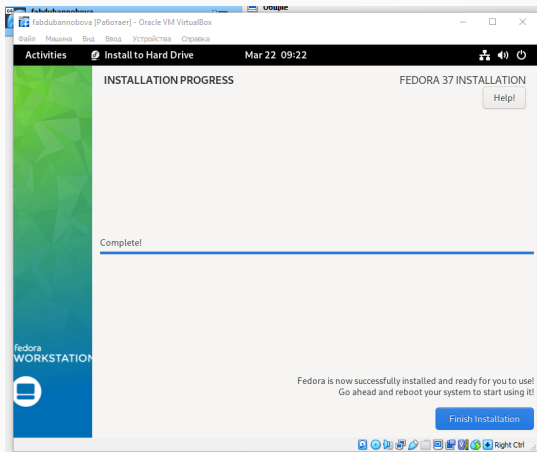 fabdubannobova
Общие
fabdubannobova [Работает] - Oracle VM VirtualBox
Файл Машина Вид Ввод Устройства Справка
Activities Install to Hard Drive Mar 22 09:22
INSTALLATION PROGRESS
FEDORA 37 INSTALLATION
Help!
Complete!
fedora
WORKSTATION
Fedora is now successfully installed and ready for you to use!
Go ahead and reboot your system to start using it!
Finish Installation
Right Ctrl